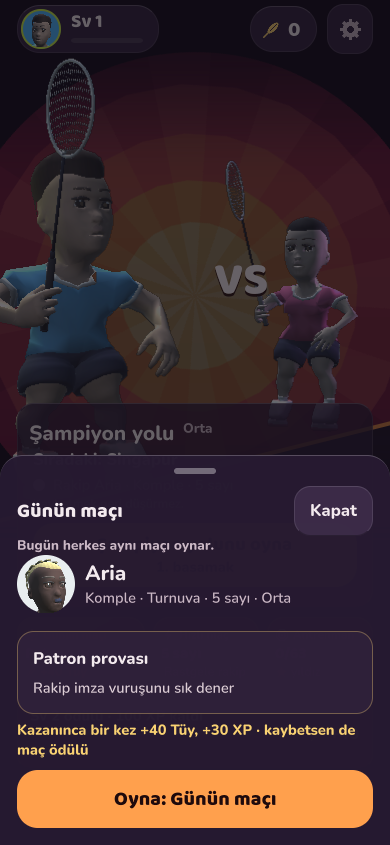 Sv 1
0
VS
Şampiyon yolu Orta
Günün maçı
Kapat
Bugün herkes aynı maçı oynar.
Aria
Komple · Turnuva · 5 sayı · Orta
Patron provası
Rakip imza vuruşunu sık dener
Kazanınca bir kez +40 Tüy, +30 XP · kaybetsen de
maç ödülü
Oyna: Günün maçı